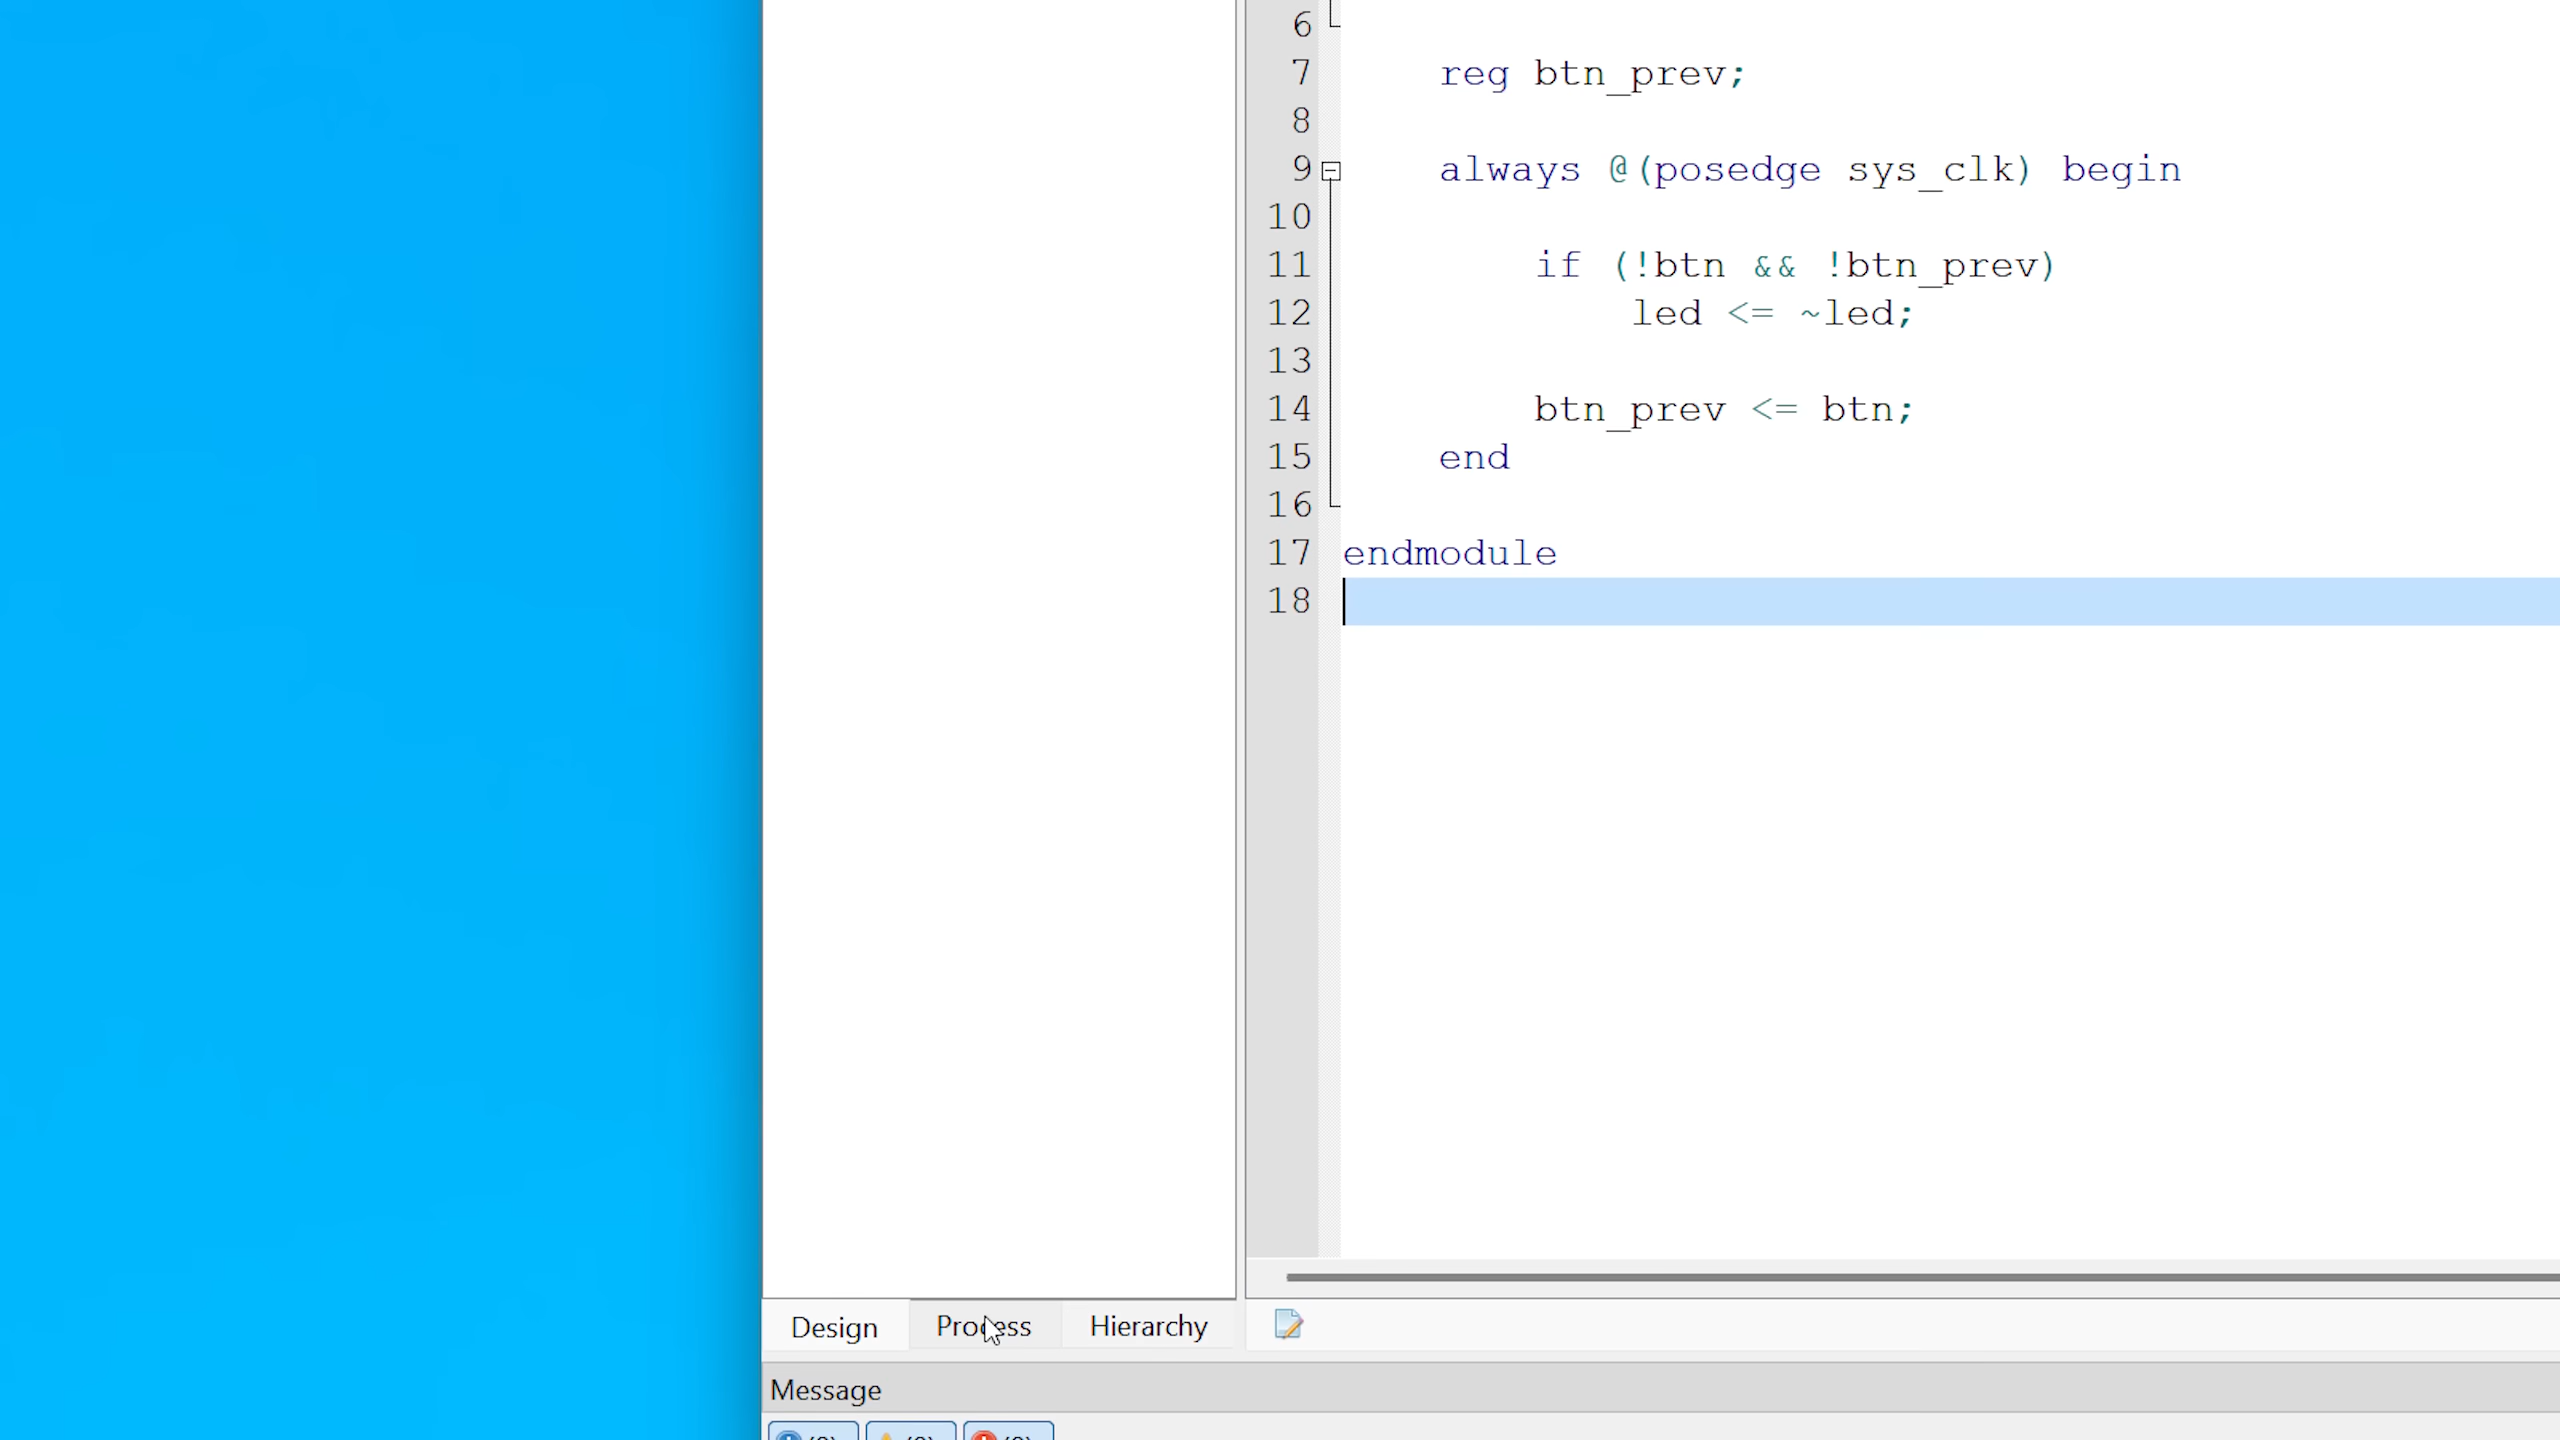 6
7 reg btn_prev;
8
9 always @(posedge sys_clk) begin
10
11 if (!btn && !btn_prev)
12 led <= ~led;
13
14 btn_prev <= btn;
15 end
16
17 endmodule
18
Design Process Hierarchy
Message